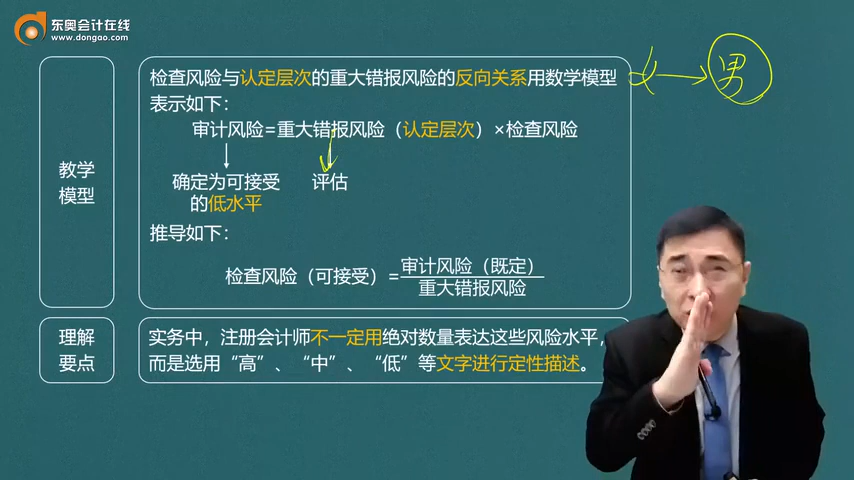 东奥会计在线
www.dongao.com
检查风险与认定层次的重大错报风险的反向关系用数学模型
表示如下：
审计风险=重大错报风险（认定层次）×检查风险
确定为可接受
的低水平
评估
推导如下：
检查风险（可接受）=审计风险（既定）
重大错报风险
教学
模型
理解
要点
实务中，注册会计师不一定用绝对数量表达这些风险水平，
而是选用“高”、“中”、“低”等文字进行定性描述。
男